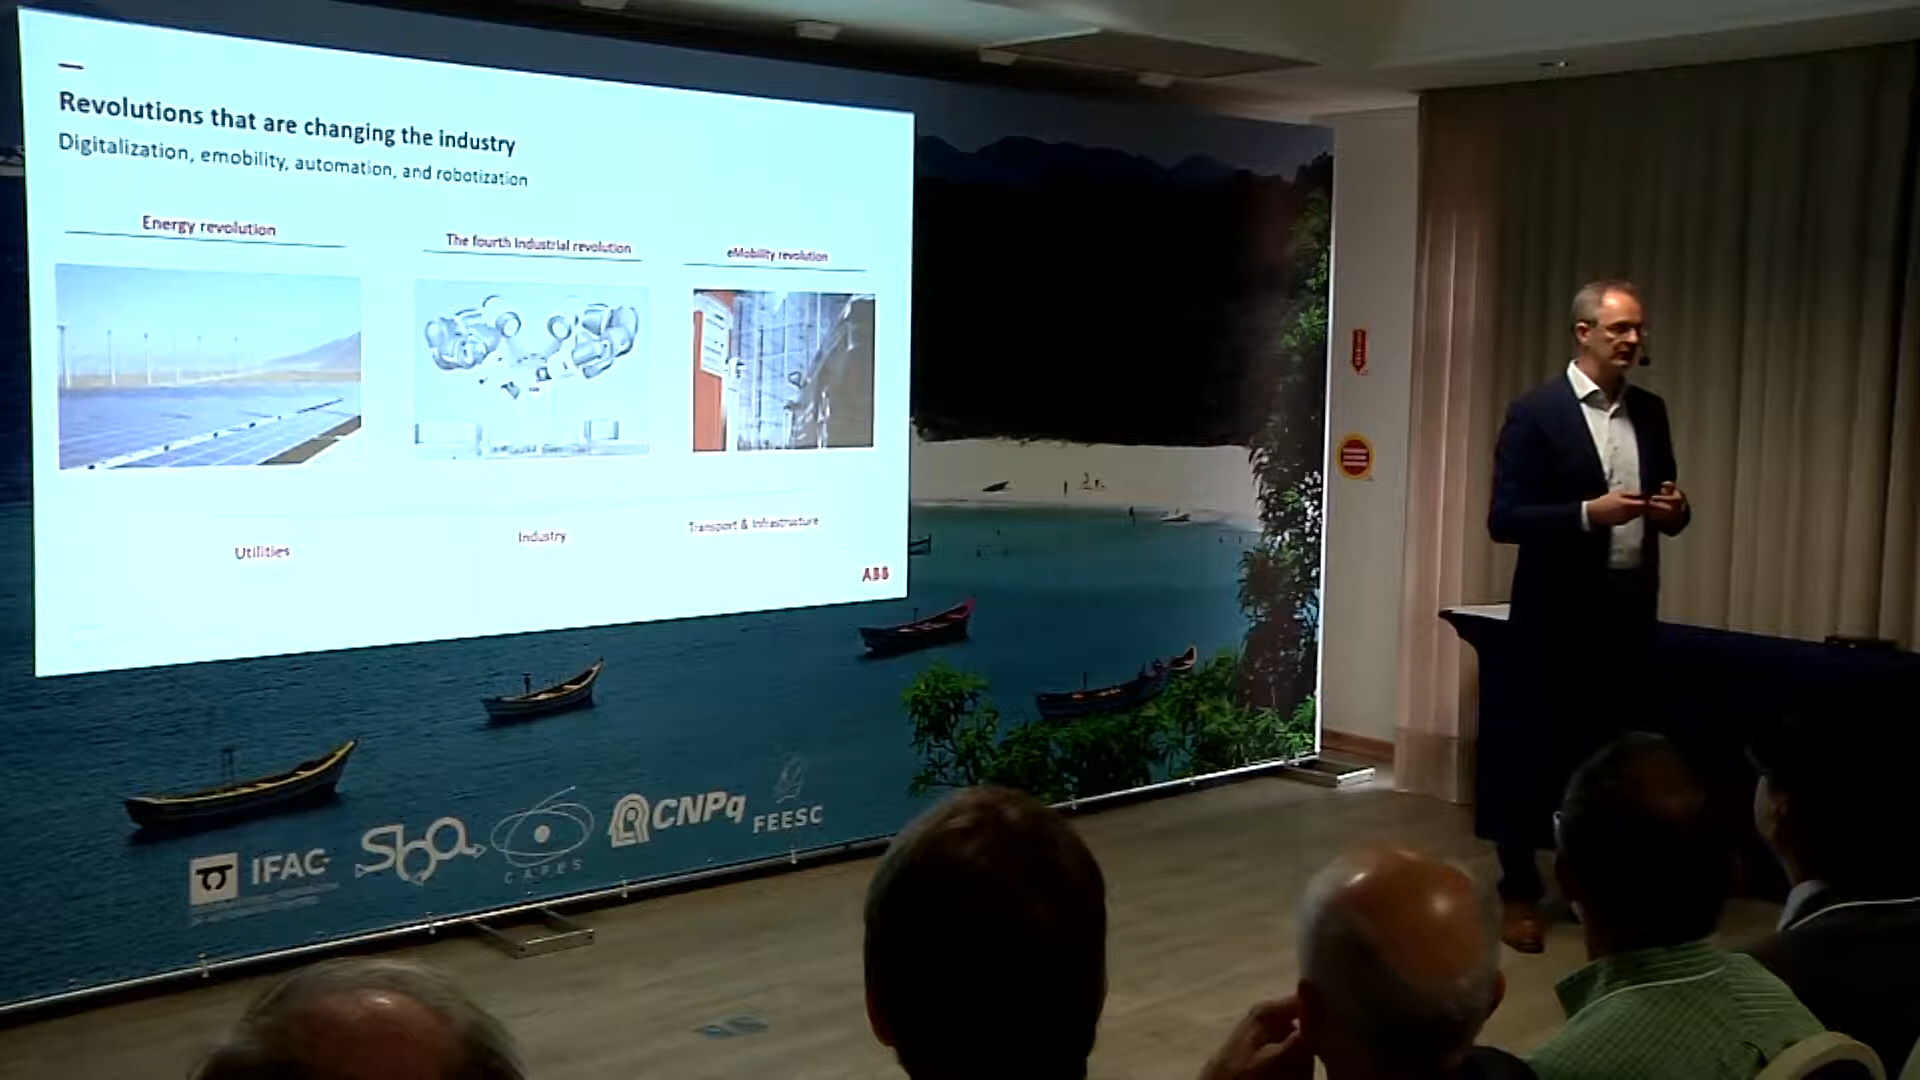 Revolutions that are changing the industry
Digitalization, emobility, automation, and robotization
Energy revolution
The fourth industrial revolution
eMobility revolution
Utilities
Industry
Transport & Infrastructure
ABB
IFAC
sba
CAPES
CNPq
FEESC